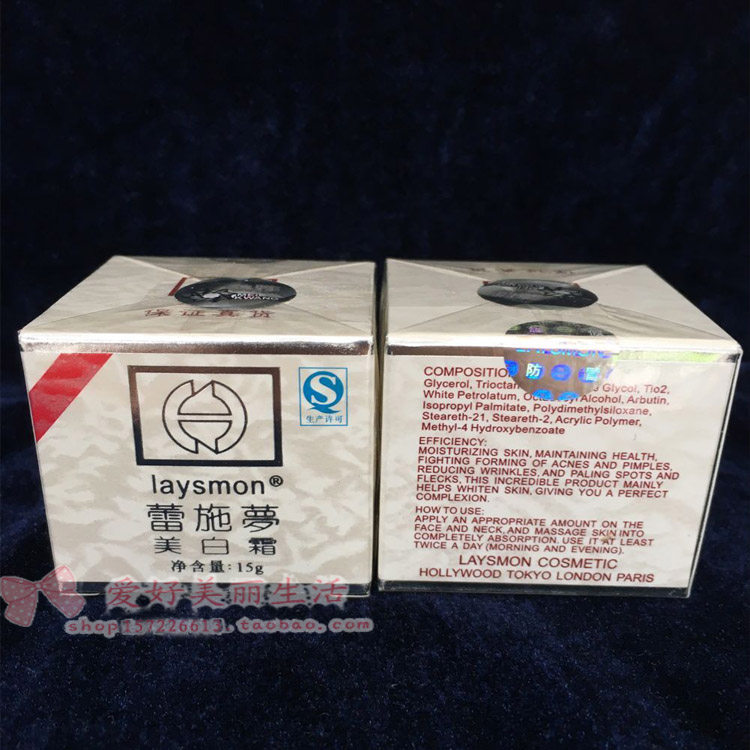 保证真货
生产许可
laysmon®
蕾施夢
美白霜
净含量:15g
防
COMPOSITION
Glycerol, Glycol, Tio2,
White Petrolatum, Alcohol, Arbutin,
Isopropyl Palmitate, Polydimethylsiloxane,
Steareth-21, Steareth-2, Acrylic Polymer,
Methyl-4 Hydroxybenzoate
EFFICIENCY:
MOISTURIZING SKIN, MAINTAINING HEALTH,
FIGHTING FORMING OF ACNES AND PIMPLES,
REDUCING WRINKLES, AND PALING SPOTS AND
FLECKS, THIS INCREDIBLE PRODUCT MAINLY
HELPS WHITEN SKIN, GIVING YOU A PERFECT
COMPLEXION.
HOW TO USE:
APPLY AN APPROPRIATE AMOUNT ON THE
FACE AND NECK, AND MASSAGE SKIN INTO
COMPLETELY ABSORPTION. USE IT AT LEAST
TWICE A DAY (MORNING AND EVENING).
LAYSMON COSMETIC
HOLLYWOOD TOKYO LONDON PARIS
爱好美丽生活
shop157226613.taobao.com